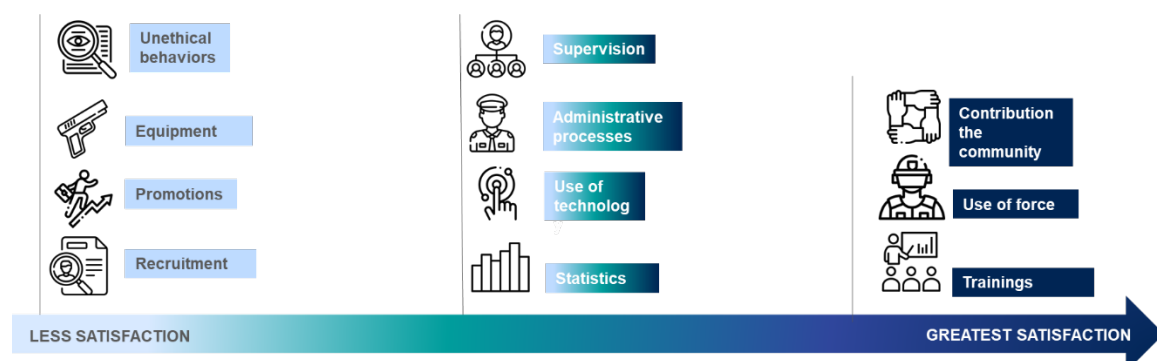 Unethical
behaviors
Equipment
Promotions
Recruitment
Supervision
Administrative
processes
Use of
technolog
y
Statistics
Contribution
the
community
Use of force
Trainings
LESS SATISFACTION
GREATEST SATISFACTION